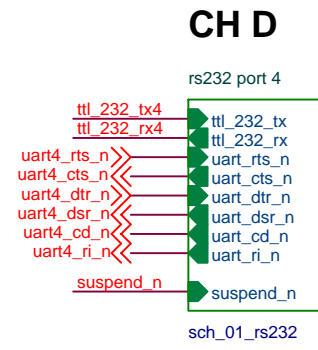 CH D
rs232 port 4
ttl_232_tx4 ttl_232_tx
ttl_232_rx4 ttl_232_rx
uart4_rts_n uart_rts_n
uart4_cts_n uart_cts_n
uart4_dtr_n uart_dtr_n
uart4_dsr_n uart_dsr_n
uart4_cd_n uart_cd_n
uart4_ri_n uart_ri_n
suspend_n suspend_n
sch_01_rs232